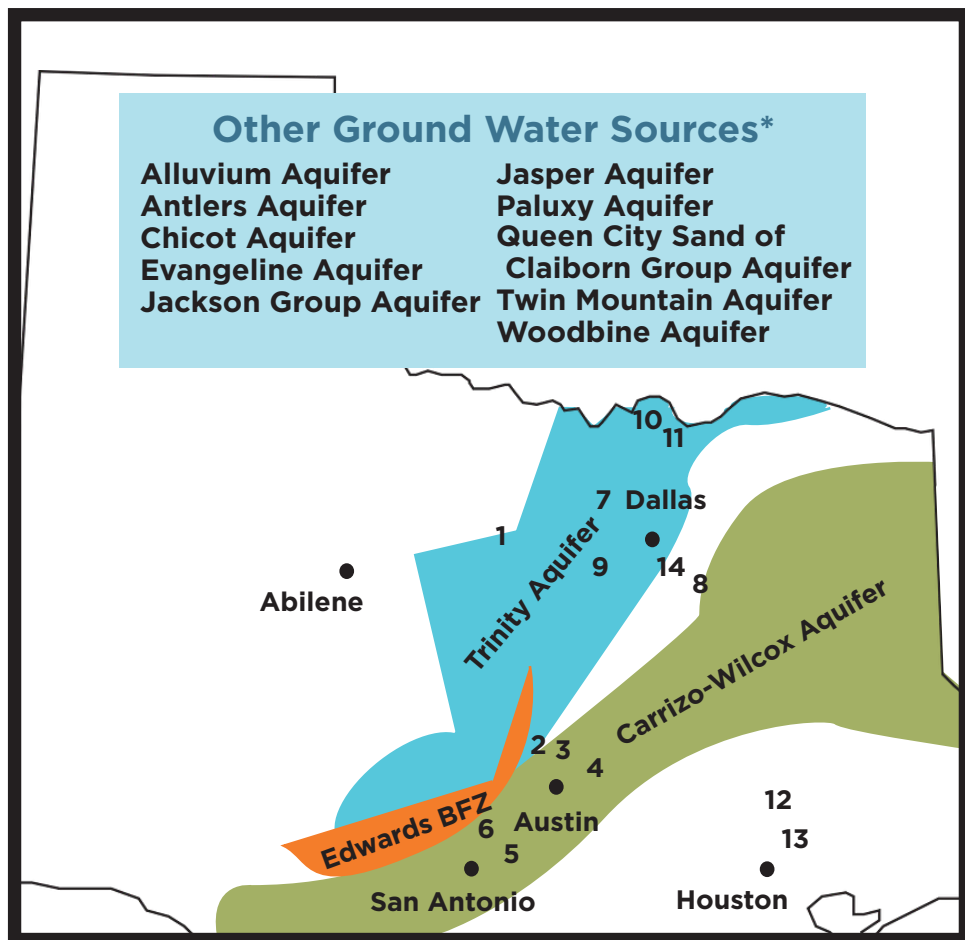 Other Ground Water Sources*
Alluvium Aquifer
Antlers Aquifer
Chicot Aquifer
Evangeline Aquifer
Jackson Group Aquifer
Jasper Aquifer
Paluxy Aquifer
Queen City Sand of
Claiborn Group Aquifer
Twin Mountain Aquifer
Woodbine Aquifer
10
11
7
Dallas
1
9
14
8
Abilene
Trinity Aquifer
Carrizo-Wilcox Aquifer
2
3
4
Edwards BFZ
6
Austin
5
12
13
San Antonio
Houston